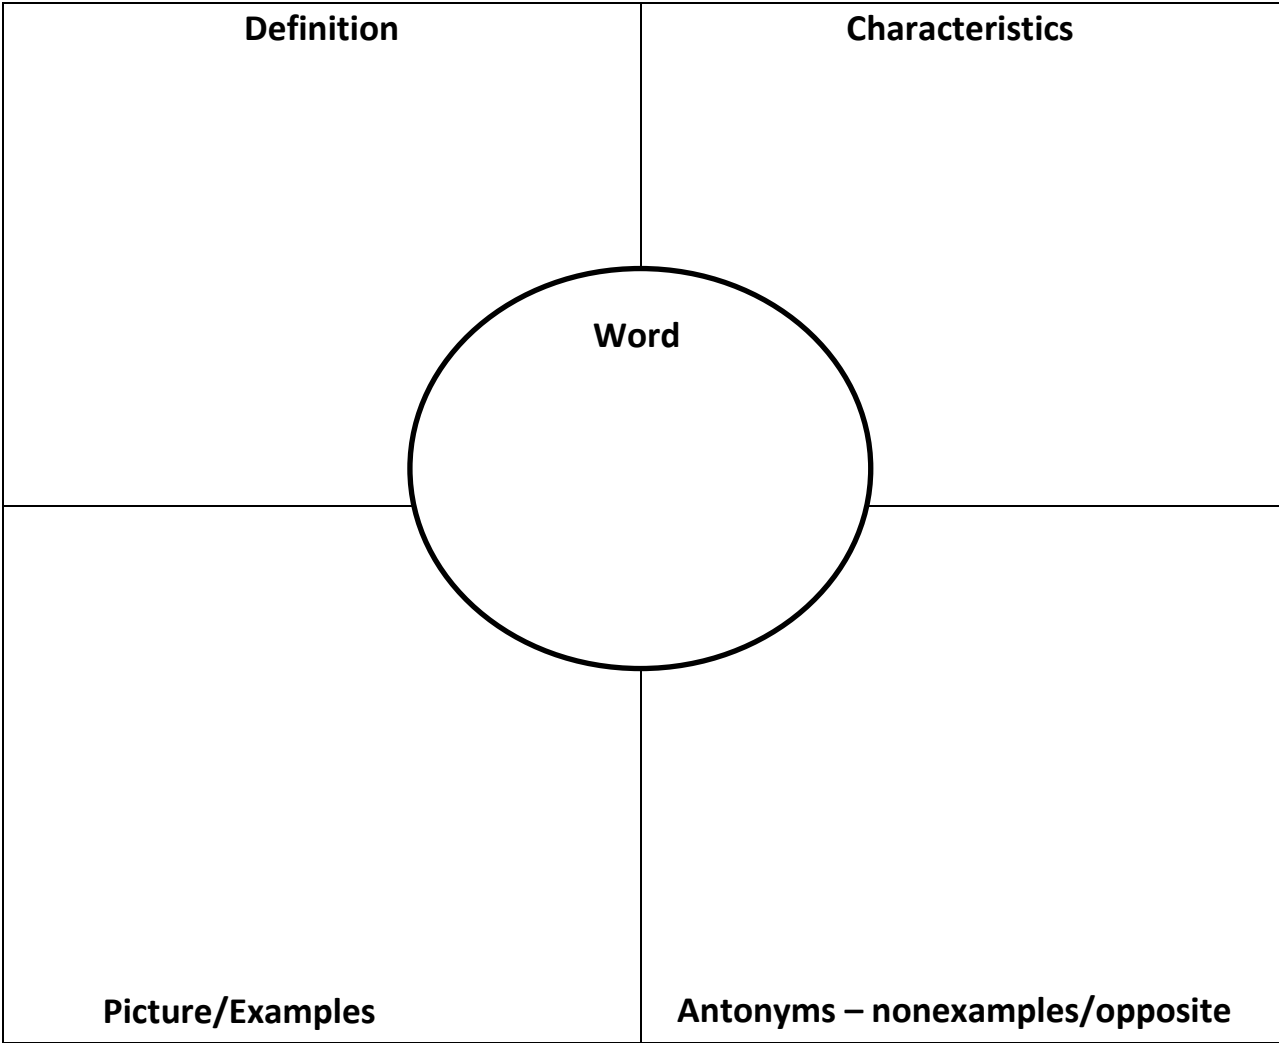 Definition
Characteristics
Word
Picture/Examples
Antonyms – nonexamples/opposite